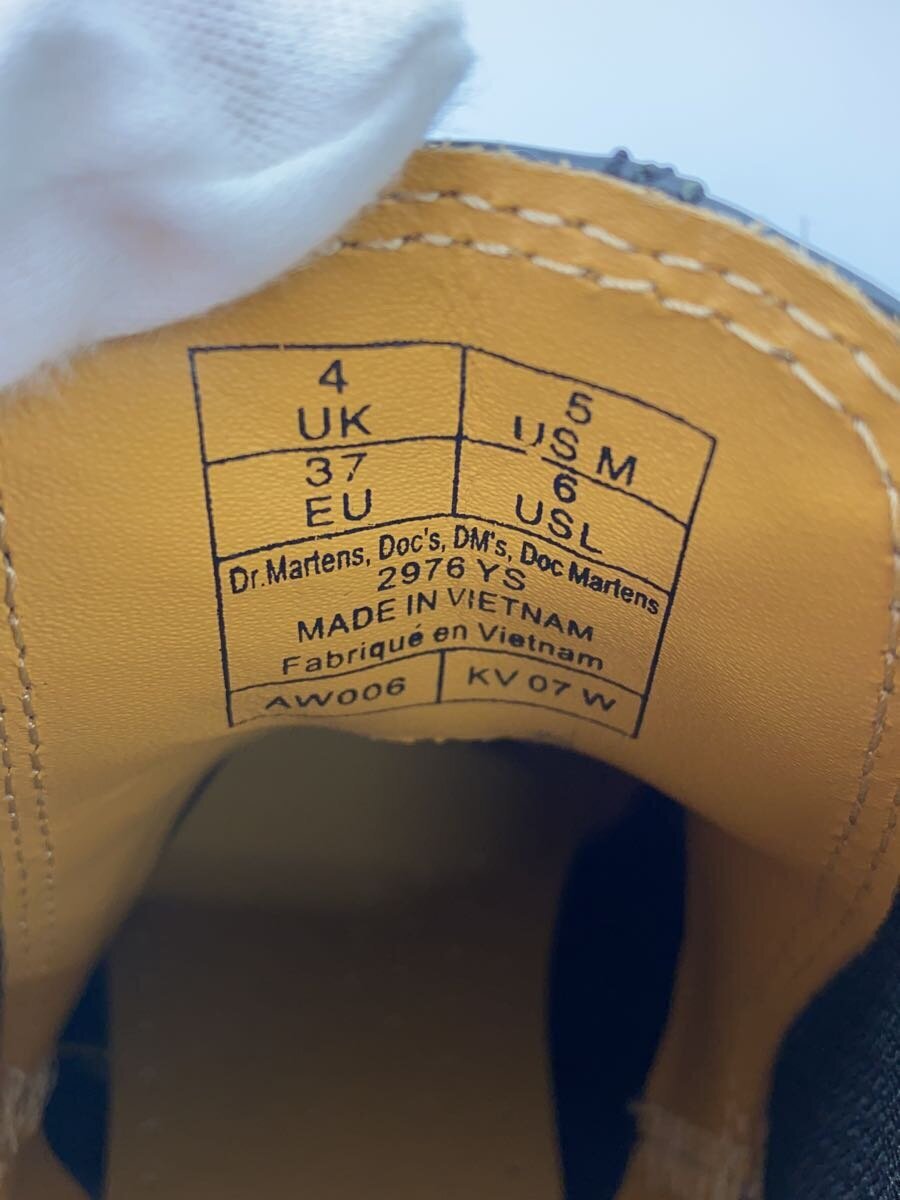 4
UK
5
US M
37
EU
6
USL
Dr.Martens, Doc's, DM's, Doc Martens
2976 YS
MADE IN VIETNAM
Fabriqué en Vietnam
AW006
KV 07 W